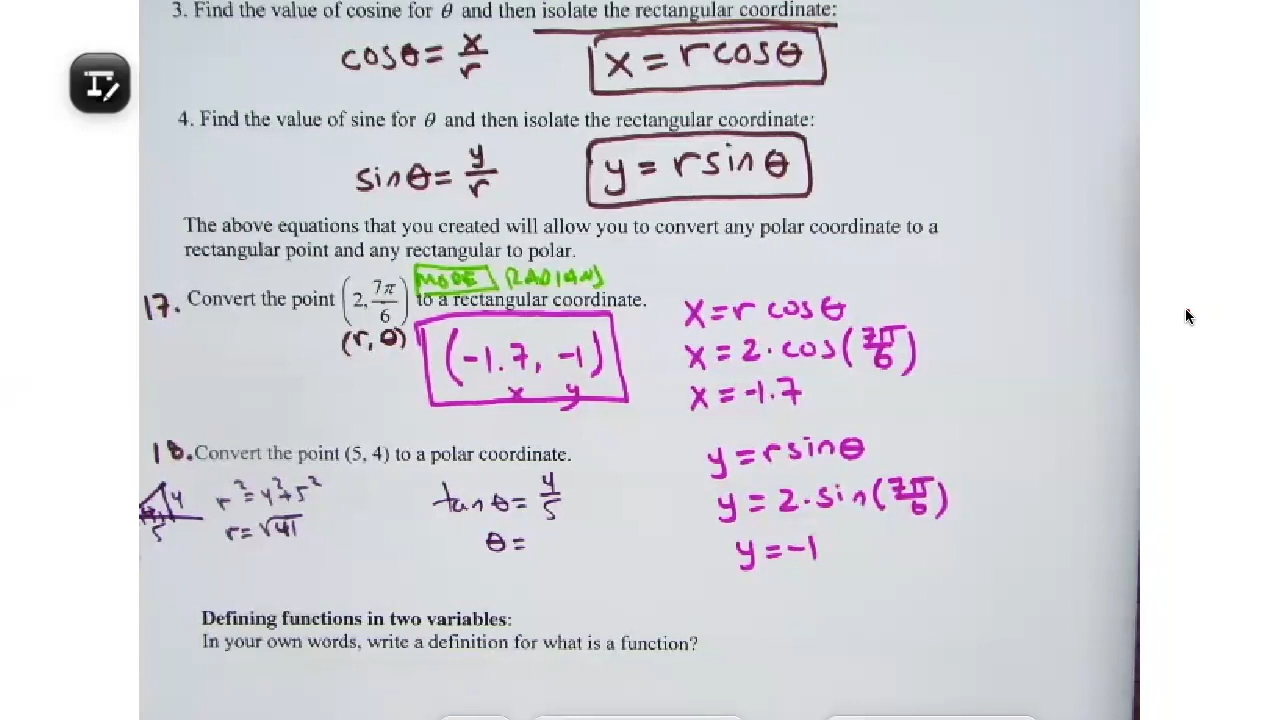 3. Find the value of cosine for θ and then isolate the rectangular coordinate:
cosθ = x/r
x = rcosθ
4. Find the value of sine for θ and then isolate the rectangular coordinate:
sinθ = y/r
y = rsinθ
The above equations that you created will allow you to convert any polar coordinate to a
rectangular point and any rectangular to polar.
MODE RADIANS
17. Convert the point (2, 7π/6) to a rectangular coordinate.
(r, θ)
(-1.7, -1)
x y
x = r cosθ
x = 2·cos(7π/6)
x = -1.7
y = rsinθ
y = 2·sin(7π/6)
y = -1
18. Convert the point (5, 4) to a polar coordinate.
4
5
r² = 4² + 5²
r = √41
tanθ = 4/5
θ =
Defining functions in two variables:
In your own words, write a definition for what is a function?